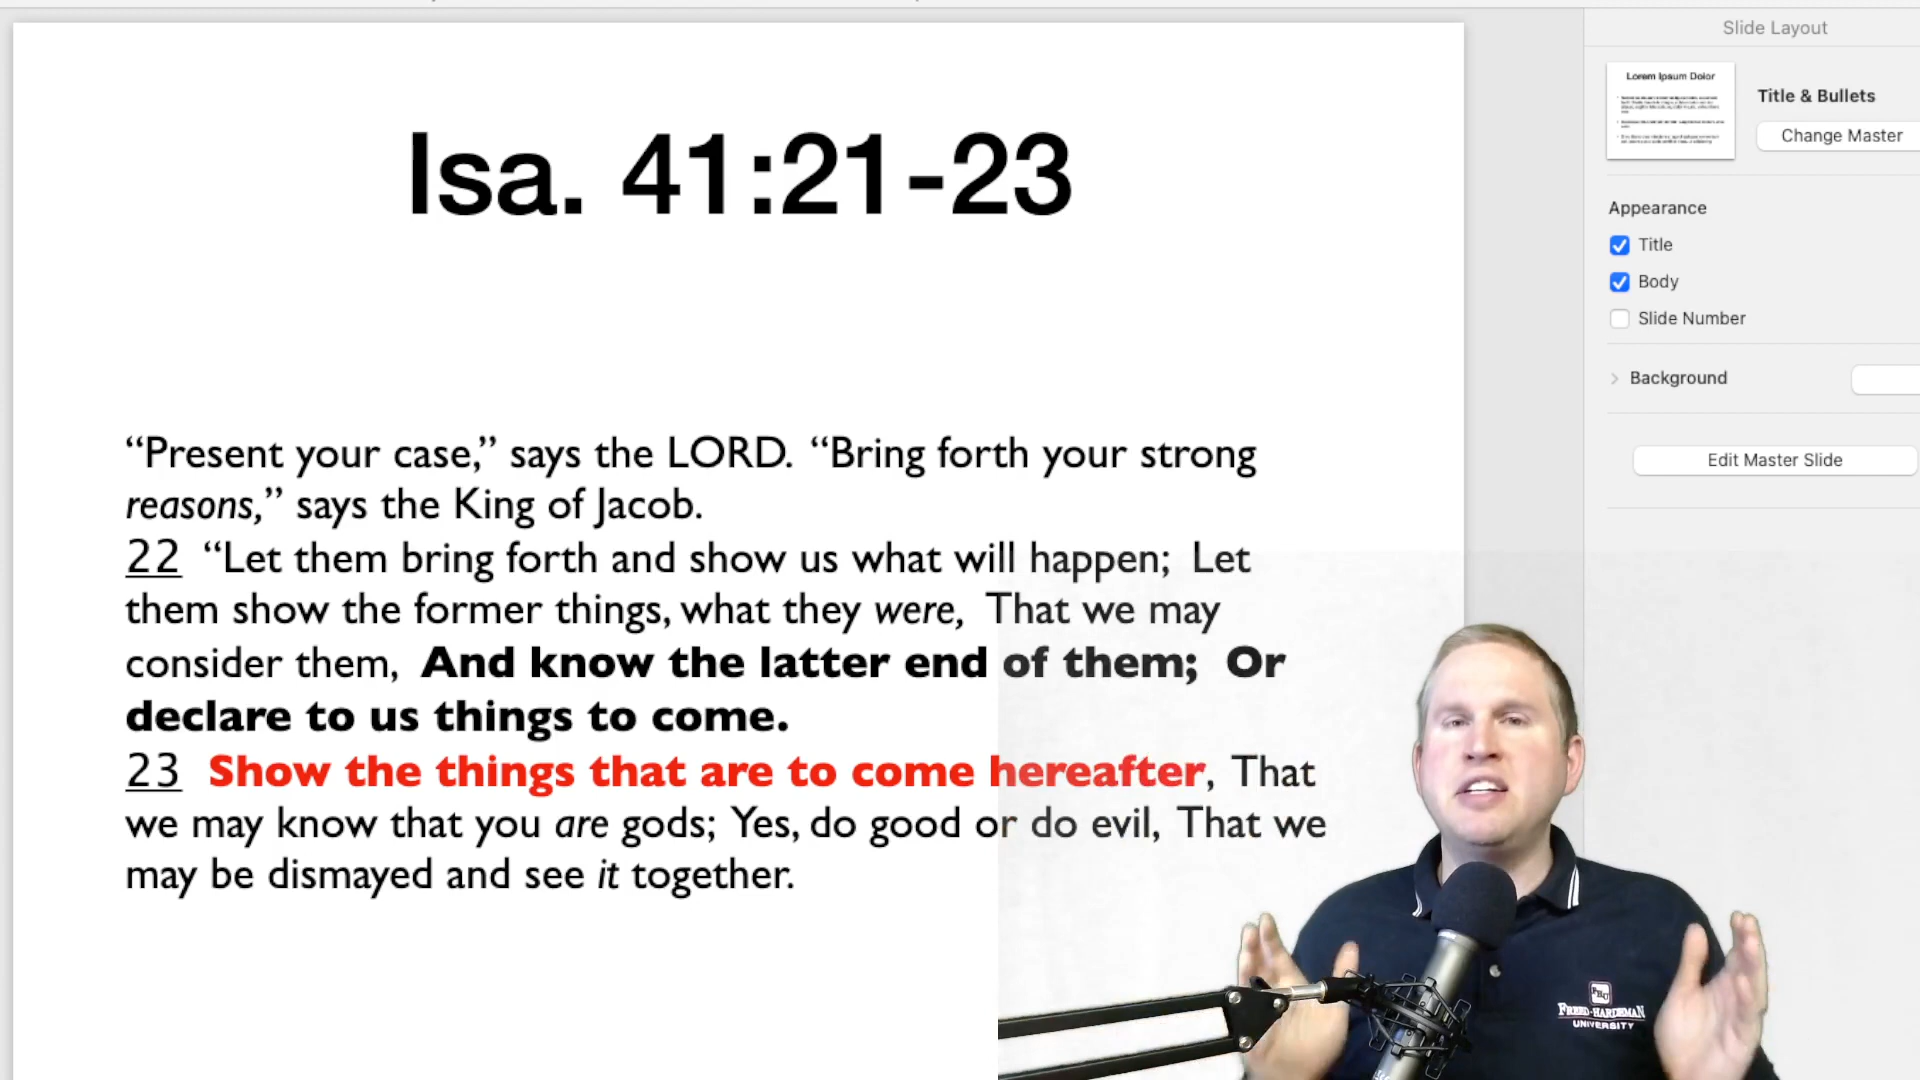 Isa. 41:21-23
“Present your case,” says the LORD. “Bring forth your strong
reasons,” says the King of Jacob.
22 “Let them bring forth and show us what will happen; Let
them show the former things, what they were, That we may
consider them, And know the latter end of them; Or
declare to us things to come.
23 Show the things that are to come hereafter, That
we may know that you are gods; Yes, do good or do evil, That we
may be dismayed and see it together.
Slide Layout
Lorem Ipsum Dolor
Title & Bullets
Change Master
Appearance
Title
Body
Slide Number
Background
Edit Master Slide
FHU
FREED-HARDEMAN
UNIVERSITY